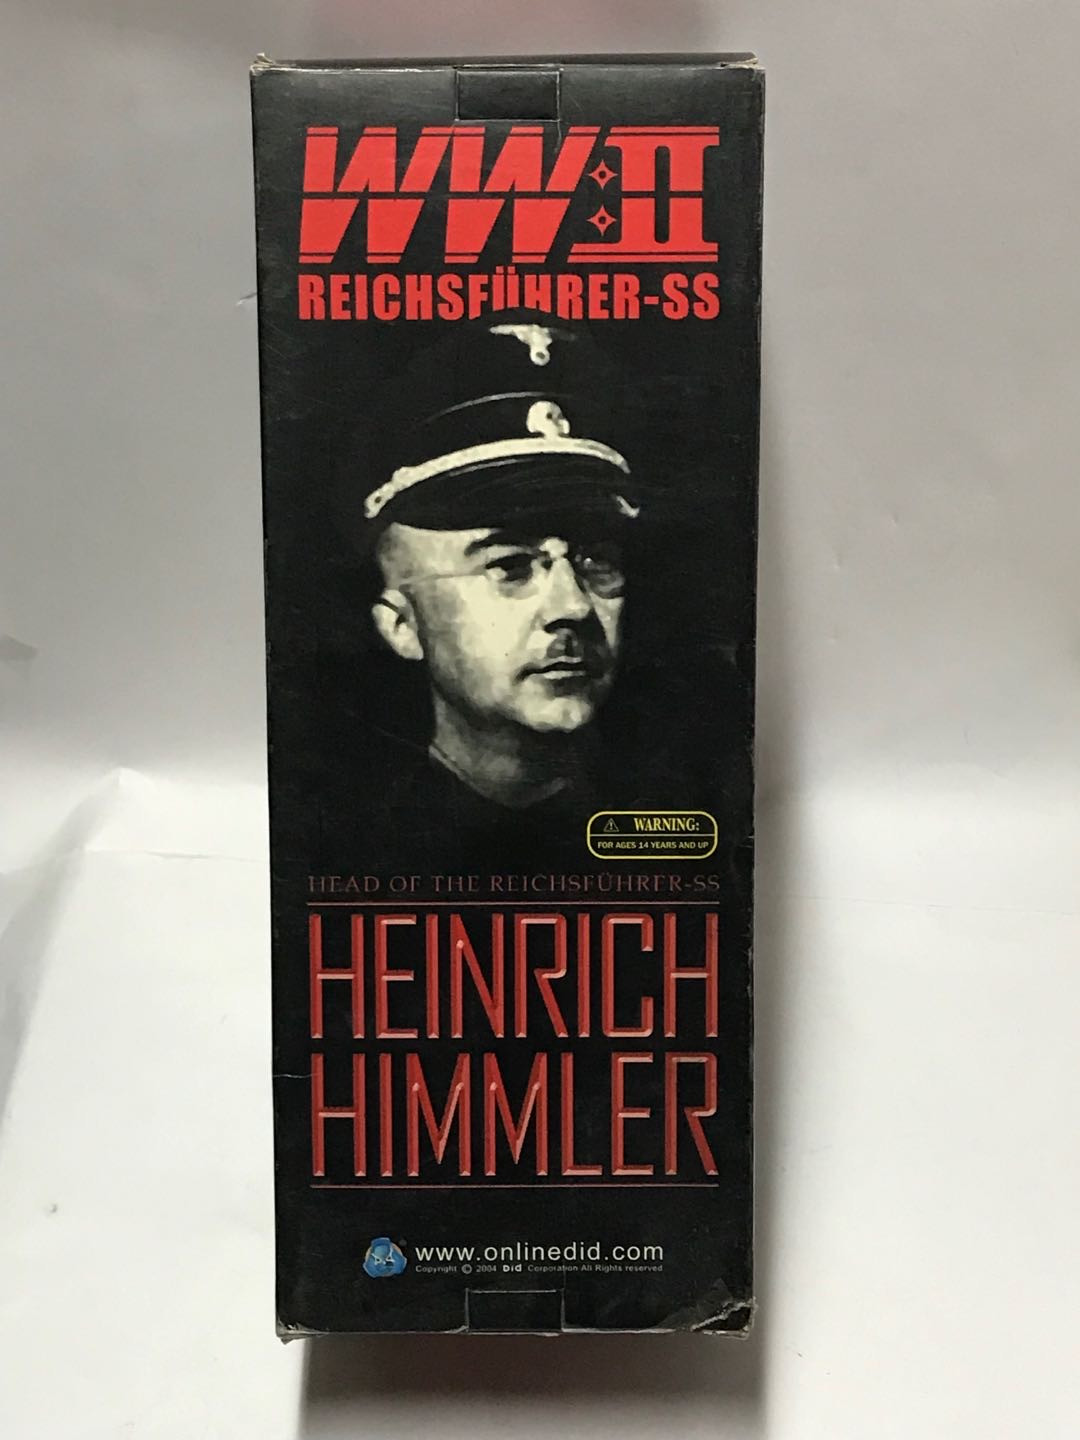 WWII
REICHSFÜHRER-SS
WARNING:
FOR AGES 14 YEARS AND UP
HEAD OF THE REICHSFÜHRER-SS
HEINRICH
HIMMLER
www.onlinedid.com
Copyright © 2004 DiD Corporation All Rights reserved